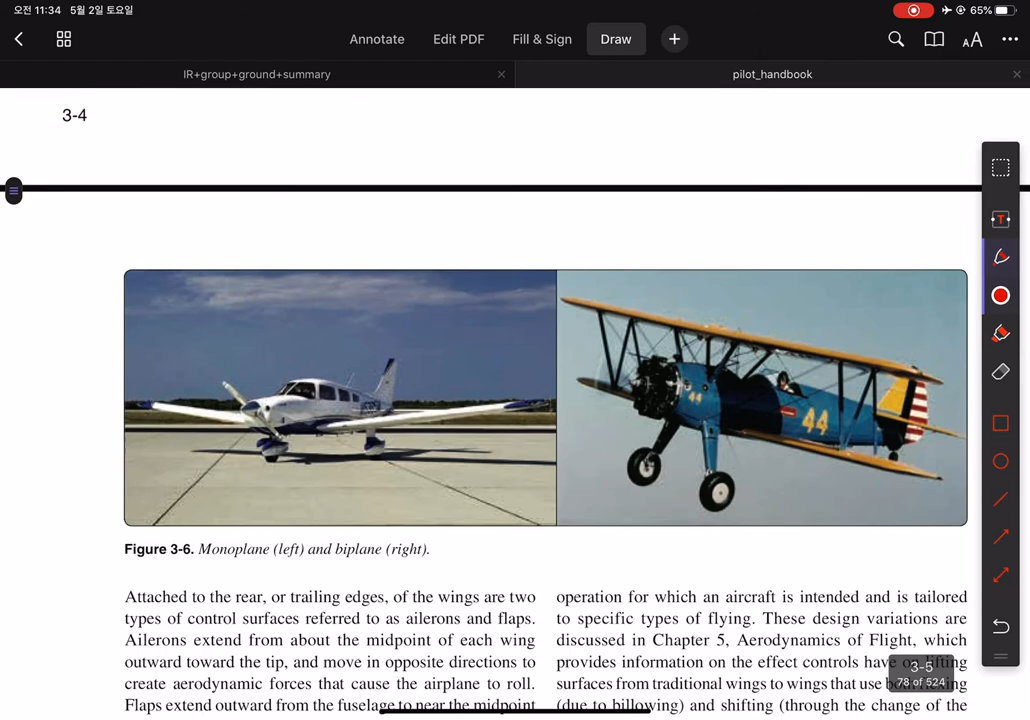 오전 11:34 5월 2일 토요일
65%
Annotate Edit PDF Fill & Sign Draw
AA
IR+group+ground+summary
pilot_handbook
3-4
T
44
44
Figure 3-6. Monoplane (left) and biplane (right).
Attached to the rear, or trailing edges, of the wings are two
types of control surfaces referred to as ailerons and flaps.
Ailerons extend from about the midpoint of each wing
outward toward the tip, and move in opposite directions to
create aerodynamic forces that cause the airplane to roll.
Flaps extend outward from the fuselage to near the midpoint
operation for which an aircraft is intended and is tailored
to specific types of flying. These design variations are
discussed in Chapter 5, Aerodynamics of Flight, which
provides information on the effect controls have on lifting
surfaces from traditional wings to wings that use both flexing
(due to billowing) and shifting (through the change of the
3-5
78 of 524